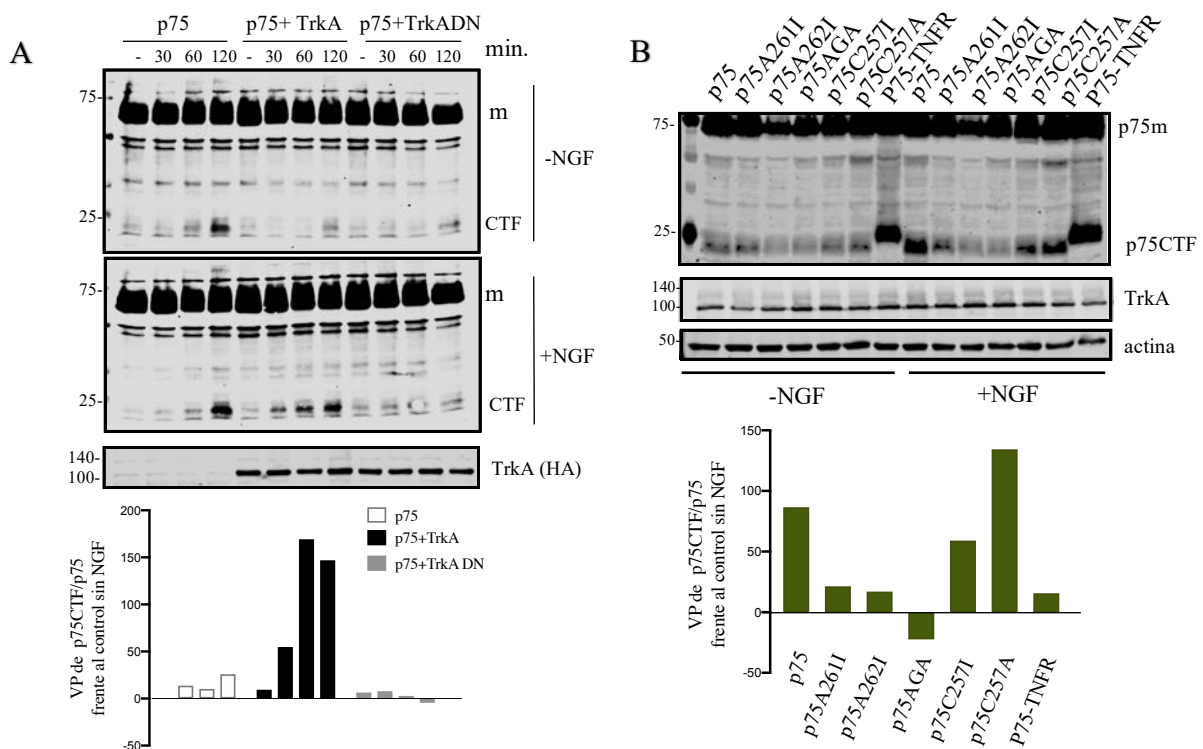 A
p75 p75+ TrkA p75+TrkADN
- 30 60 120 - 30 60 120 - 30 60 120 min.
75-
m
-NGF
25-
CTF
75-
m
+NGF
25-
CTF
140-
100-
TrkA (HA)
200
150
100
50
0
-50
VP de p75CTF/p75
frente al control sin NGF
p75
p75+TrkA
p75+TrkA DN
B
p75 p75A261I p75A262I p75AGA p75C257I p75C257A P75-TNFR p75 p75A261I p75A262I p75AGA p75C257I p75C257A P75-TNFR
75-
p75m
25-
p75CTF
140-
100-
TrkA
50-
actina
-NGF +NGF
150
100
50
0
-50
VP de p75CTF/p75
frente al control sin NGF
p75 p75A261I p75A262I p75AGA p75C257I p75C257A P75-TNFR